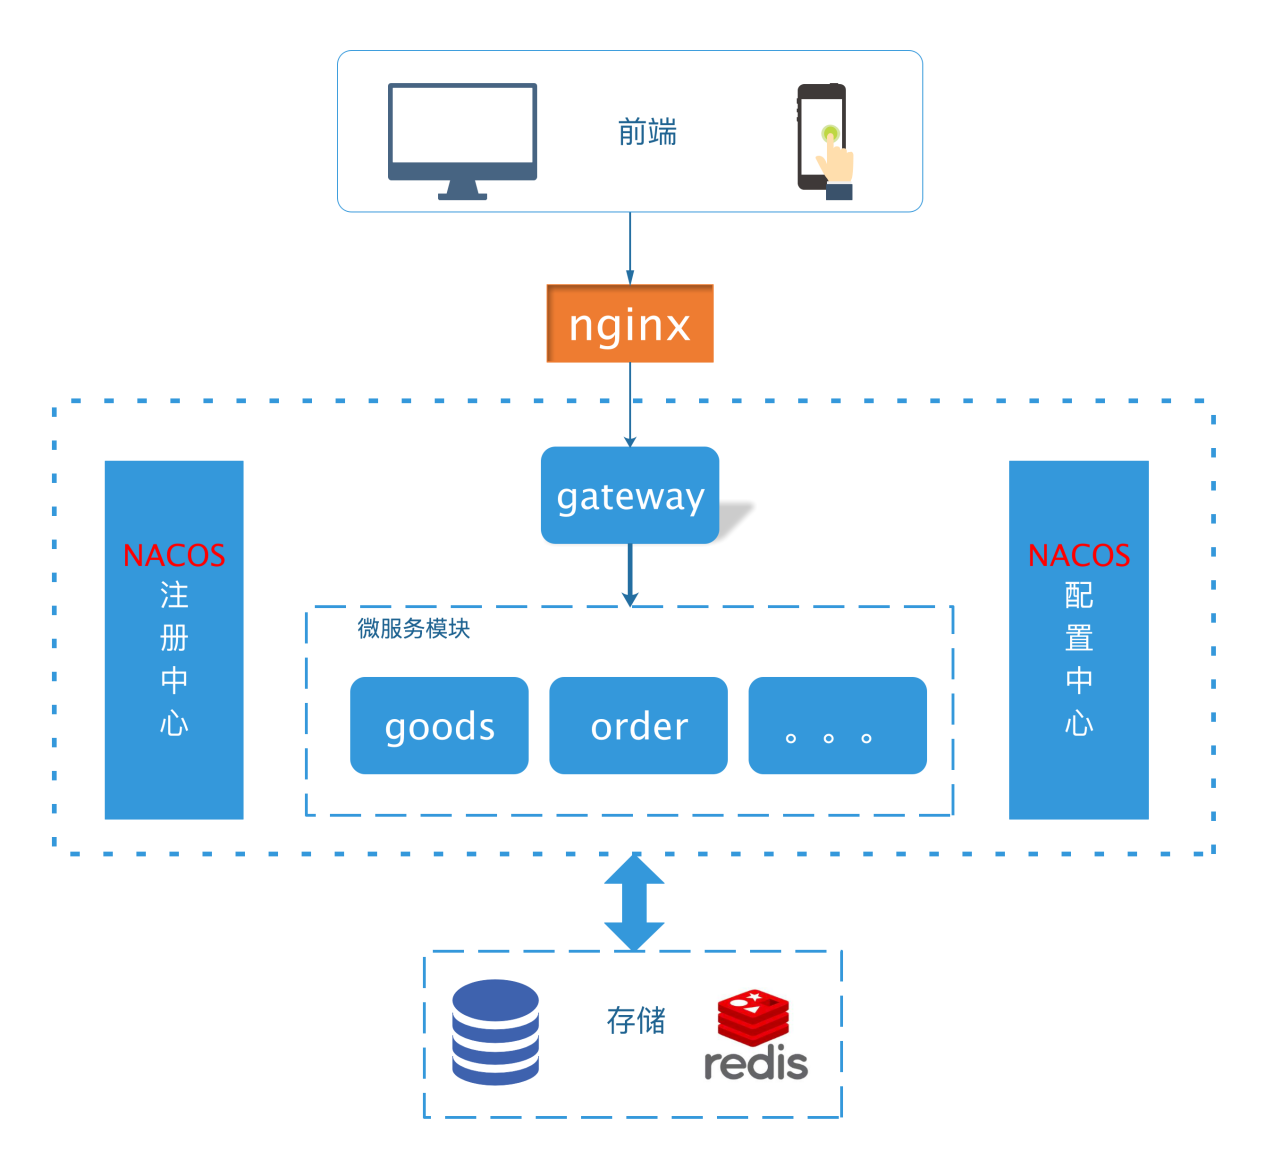 前端
nginx
gateway
NACOS
注
册
中
心
微服务模块
goods
order
。。。
NACOS
配
置
中
心
存储
redis